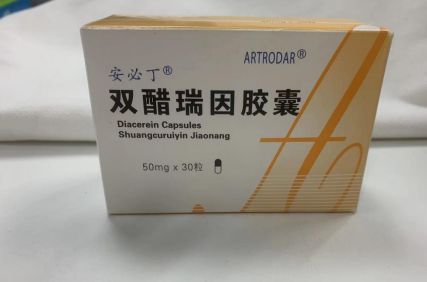 ARTRODAR®
安必丁®
双醋瑞因胶囊
Diacerein Capsules
Shuangcuruiyin Jiaonang
50mg x 30粒